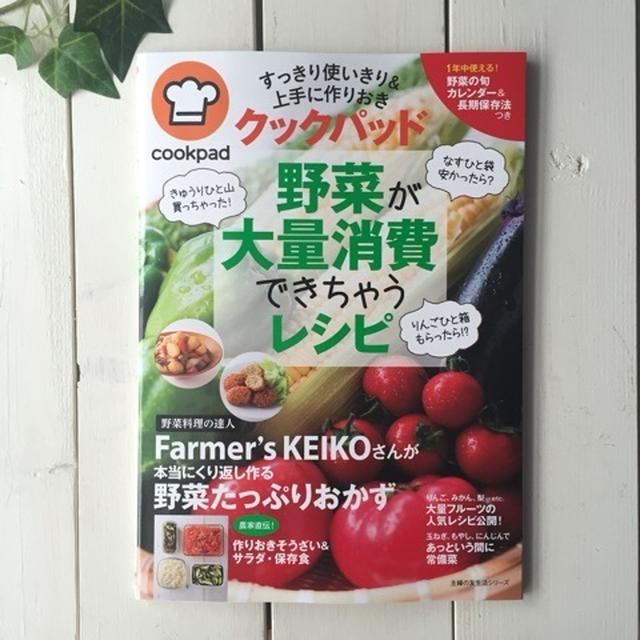 cookpad
すっきり使いきり&
上手に作りおき
クックパッド
1年中使える!
野菜の旬
カレンダー&
長期保存法
つき
きゅうりひと山
買っちゃった!
なすひと袋
安かったら?
野菜が
大量消費
できちゃう
レシピ
りんごひと箱
もらったら!?
野菜料理の達人
Farmer's KEIKOさんが
本当にくり返し作る
野菜たっぷりおかず
農家直伝!
作りおきそうざい&
サラダ・保存食
りんご、みかん、梨…etc.
大量フルーツの
人気レシピ公開!
玉ねぎ、もやし、にんじんで
あっという間に
常備菜
主婦の友生活シリーズ